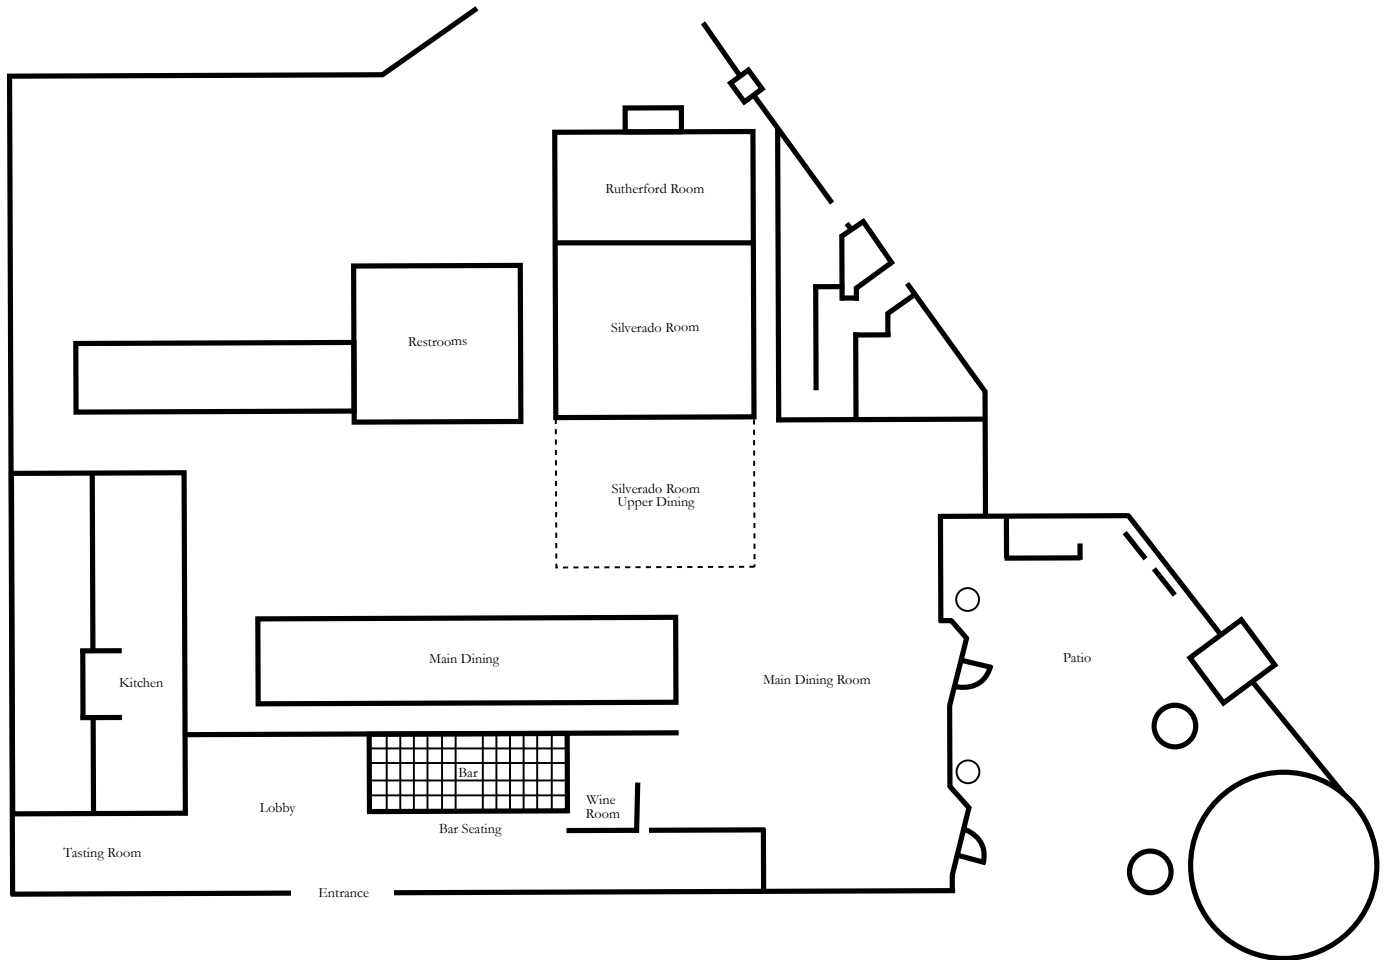 Rutherford Room
Silverado Room
Restrooms
Silverado Room
Upper Dining
Main Dining
Patio
Main Dining Room
Kitchen
Bar
Wine
Room
Lobby
Bar Seating
Tasting Room
Entrance